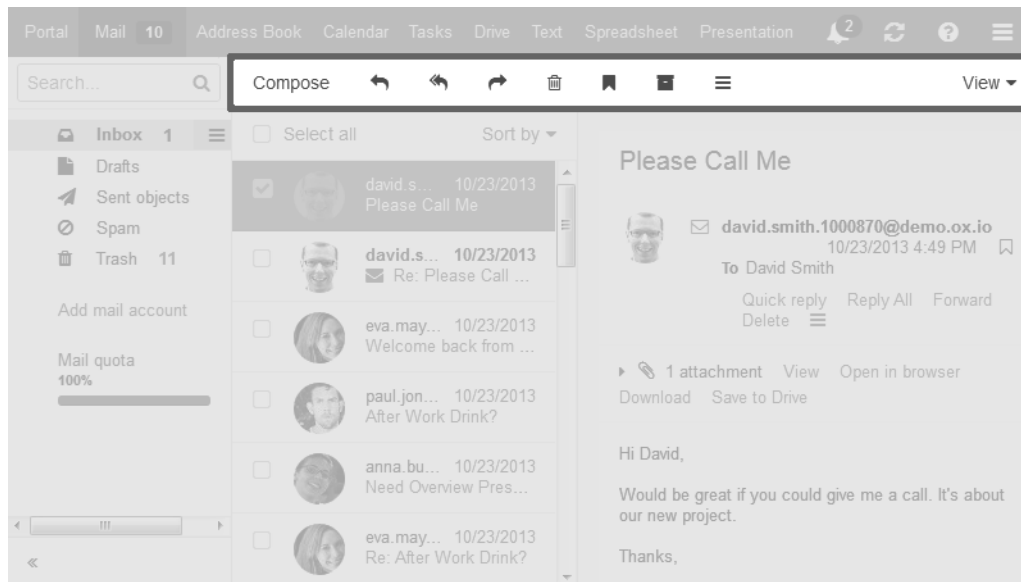 Portal Mail 10 Address Book Calendar Tasks Drive Text Spreadsheet Presentation 2
Search...
Compose View
Inbox 1
Drafts
Sent objects
Spam
Trash 11
Add mail account
Mail quota
100%
Select all Sort by
david.s... 10/23/2013
Please Call Me
david.s... 10/23/2013
Re: Please Call ...
eva.may... 10/23/2013
Welcome back from ...
paul.jon... 10/23/2013
After Work Drink?
anna.bu... 10/23/2013
Need Overview Pres...
eva.may... 10/23/2013
Re: After Work Drink?
Please Call Me
david.smith.1000870@demo.ox.io
10/23/2013 4:49 PM
To David Smith
Quick reply Reply All Forward
Delete
1 attachment View Open in browser
Download Save to Drive
Hi David,
Would be great if you could give me a call. It's about
our new project.
Thanks,